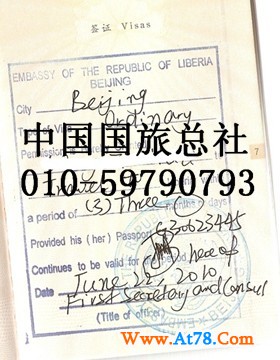 签证 Visas
EMBASSY OF THE REPUBLIC OF LIBERIA
BEIJING
City Beijing
Ordinary
中国国旅总社
7
010-59790793
a period of (3) Three
Provided his (her) Passport G30623445
Continues to be valid for hereof
Date June 22, 2010
First Secretary and Consul
(Title of officer)
Www.At78.Com